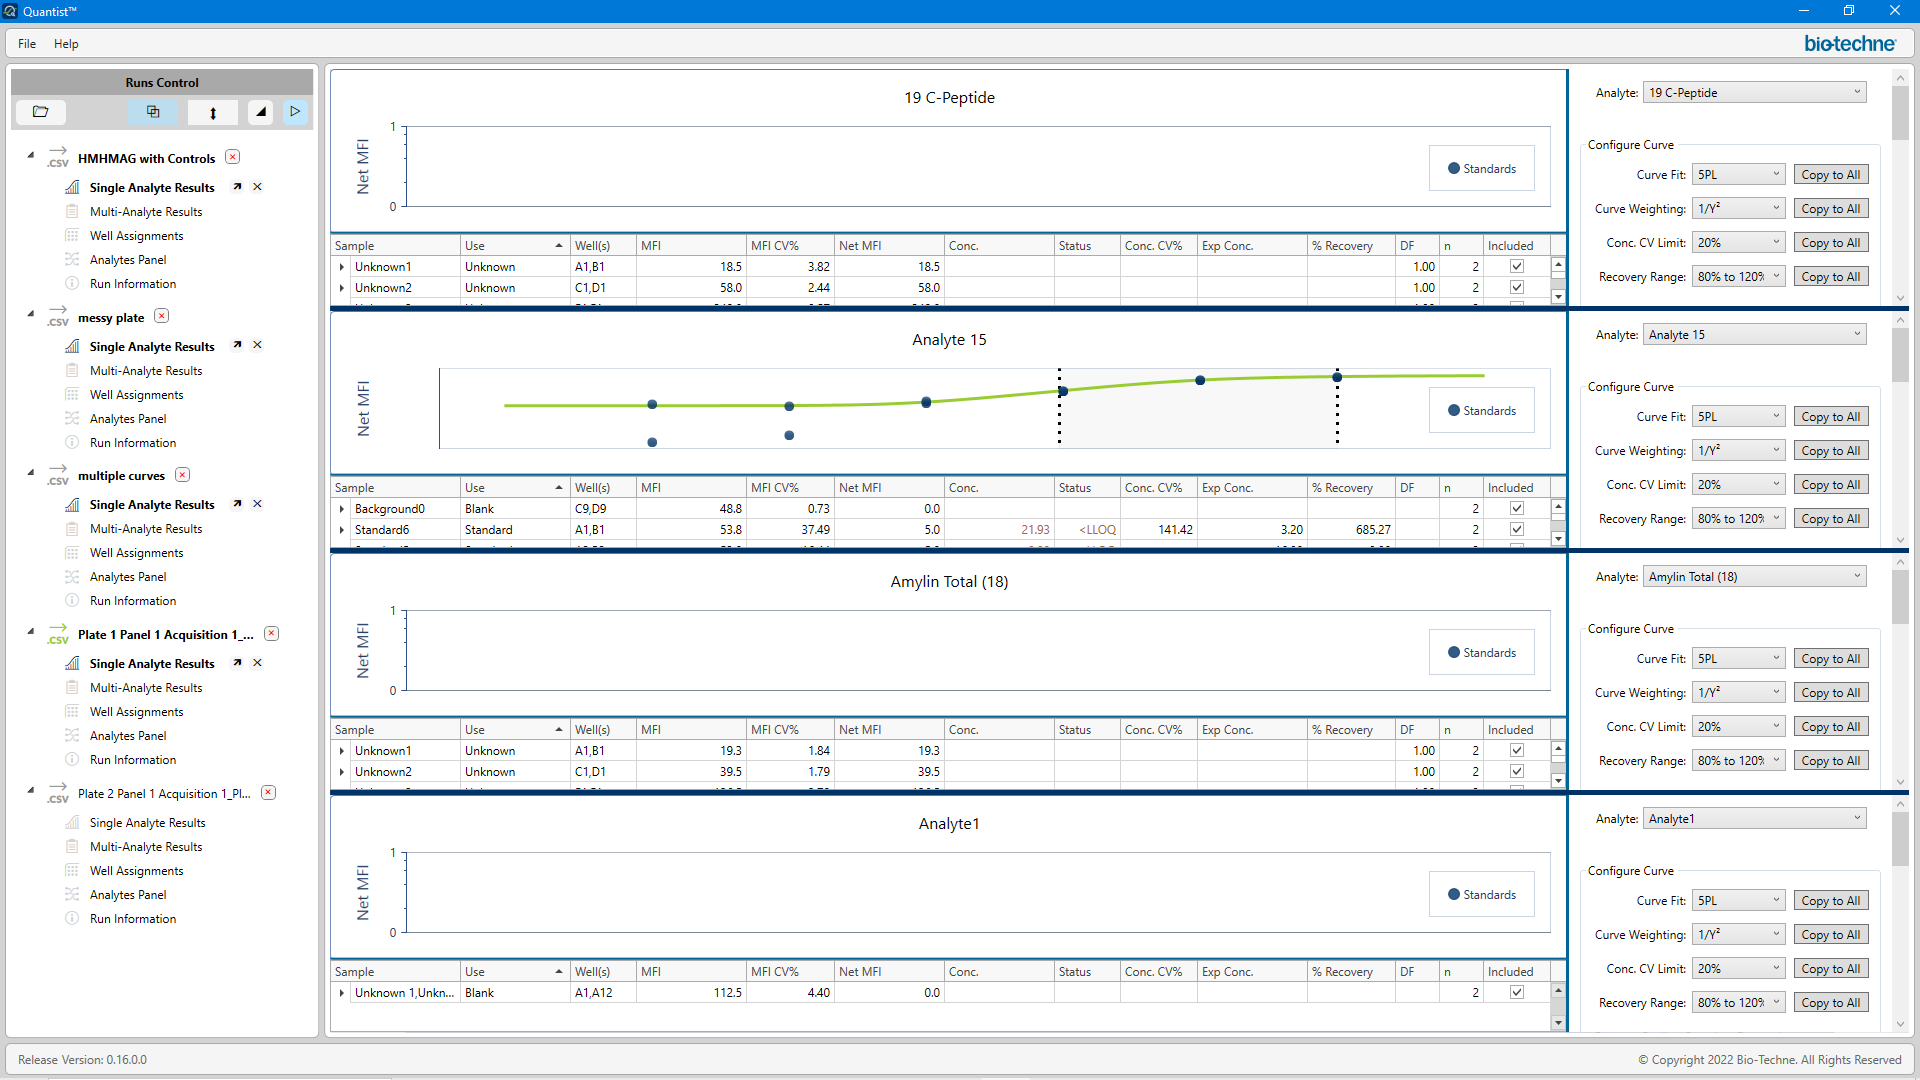 Quantist™
File Help
bio-techne
Runs Control
.CSV HMHMAG with Controls
Single Analyte Results
Multi-Analyte Results
Well Assignments
Analytes Panel
Run Information
.CSV messy plate
Single Analyte Results
Multi-Analyte Results
Well Assignments
Analytes Panel
Run Information
.CSV multiple curves
Single Analyte Results
Multi-Analyte Results
Well Assignments
Analytes Panel
Run Information
.CSV Plate 1 Panel 1 Acquisition 1_...
Single Analyte Results
Multi-Analyte Results
Well Assignments
Analytes Panel
Run Information
.CSV Plate 2 Panel 1 Acquisition 1_Pl...
Single Analyte Results
Multi-Analyte Results
Well Assignments
Analytes Panel
Run Information
19 C-Peptide
Net MFI
1
0
Standards
Sample Use Well(s) MFI MFI CV% Net MFI Conc. Status Conc. CV% Exp Conc. % Recovery DF n Included
Unknown1 Unknown A1,B1 18.5 3.82 18.5 1.00 2
Unknown2 Unknown C1,D1 58.0 2.44 58.0 1.00 2
Analyte: 19 C-Peptide
Configure Curve
Curve Fit: 5PL Copy to All
Curve Weighting: 1/Y² Copy to All
Conc. CV Limit: 20% Copy to All
Recovery Range: 80% to 120% Copy to All
Analyte 15
Net MFI
Standards
Sample Use Well(s) MFI MFI CV% Net MFI Conc. Status Conc. CV% Exp Conc. % Recovery DF n Included
Background0 Blank C9,D9 48.8 0.73 0.0 2
Standard6 Standard A1,B1 53.8 37.49 5.0 21.93 <LLOQ 141.42 3.20 685.27 2
Analyte: Analyte 15
Configure Curve
Curve Fit: 5PL Copy to All
Curve Weighting: 1/Y² Copy to All
Conc. CV Limit: 20% Copy to All
Recovery Range: 80% to 120% Copy to All
Amylin Total (18)
Net MFI
1
0
Standards
Sample Use Well(s) MFI MFI CV% Net MFI Conc. Status Conc. CV% Exp Conc. % Recovery DF n Included
Unknown1 Unknown A1,B1 19.3 1.84 19.3 1.00 2
Unknown2 Unknown C1,D1 39.5 1.79 39.5 1.00 2
Analyte: Amylin Total (18)
Configure Curve
Curve Fit: 5PL Copy to All
Curve Weighting: 1/Y² Copy to All
Conc. CV Limit: 20% Copy to All
Recovery Range: 80% to 120% Copy to All
Analyte1
Net MFI
1
0
Standards
Sample Use Well(s) MFI MFI CV% Net MFI Conc. Status Conc. CV% Exp Conc. % Recovery DF n Included
Unknown 1,Unkn... Blank A1,A12 112.5 4.40 0.0 2
Analyte: Analyte1
Configure Curve
Curve Fit: 5PL Copy to All
Curve Weighting: 1/Y² Copy to All
Conc. CV Limit: 20% Copy to All
Recovery Range: 80% to 120% Copy to All
Release Version: 0.16.0.0
© Copyright 2022 Bio-Techne. All Rights Reserved